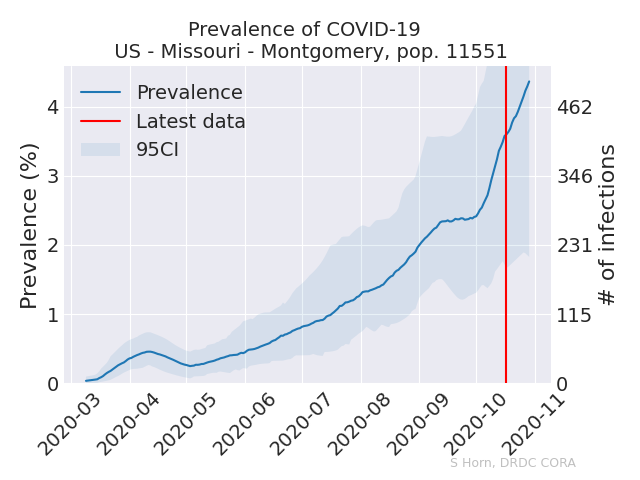 Prevalence of COVID-19
US - Missouri - Montgomery, pop. 11551
Prevalence
Latest data
95CI
Prevalence (%)
4
3
2
1
0
# of infections
462
346
231
115
0
2020-03
2020-04
2020-05
2020-06
2020-07
2020-08
2020-09
2020-10
2020-11
S Horn, DRDC CORA